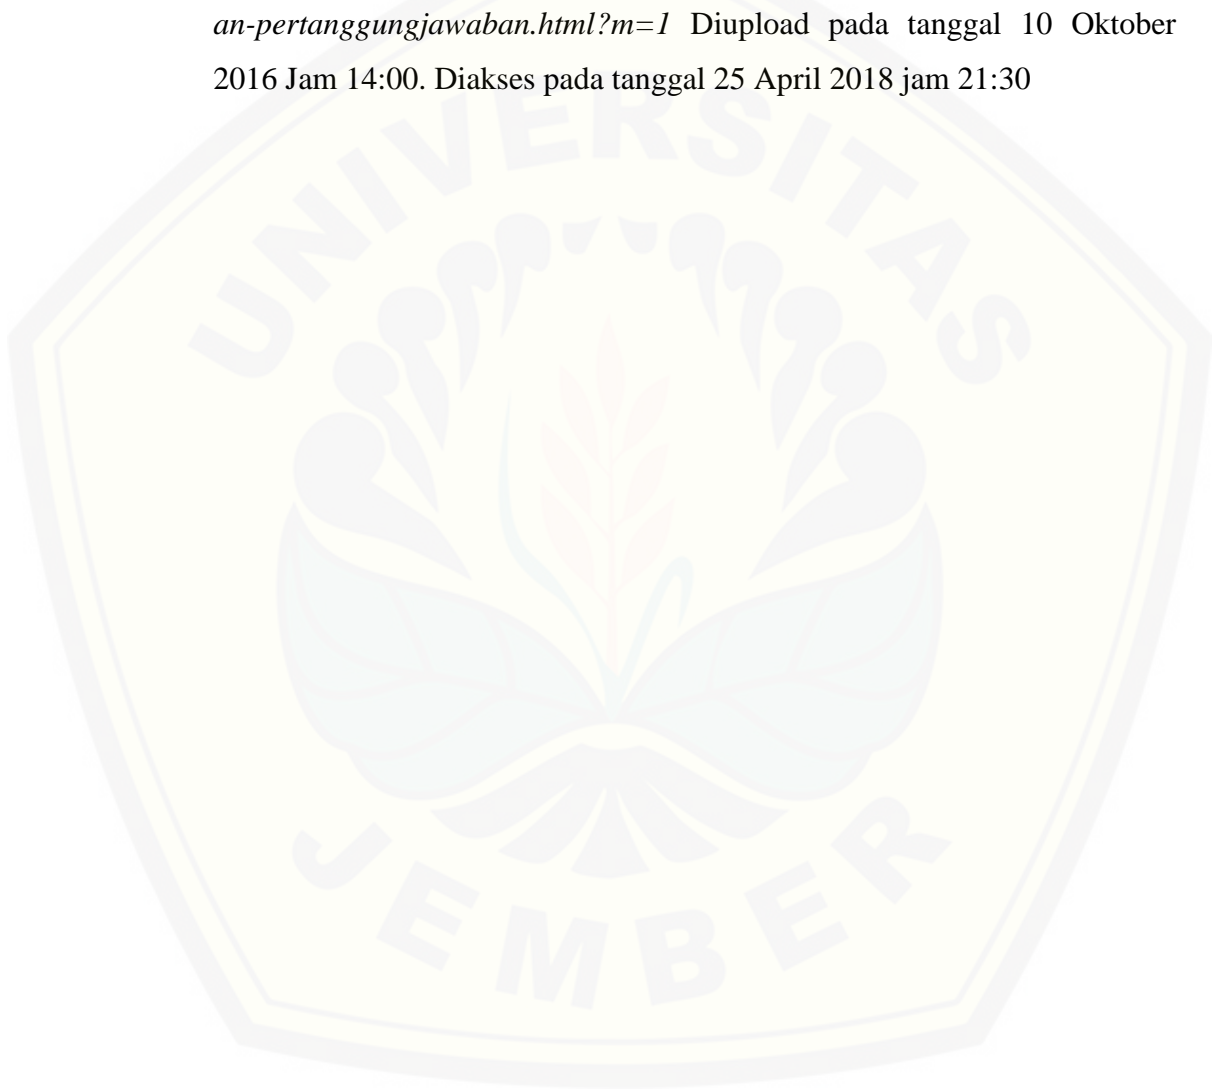 an-pertanggungjawaban.html?m=1 Diupload pada tanggal 10 Oktober
2016 Jam 14:00. Diakses pada tanggal 25 April 2018 jam 21:30
UNIVERSITAS
JEMBER